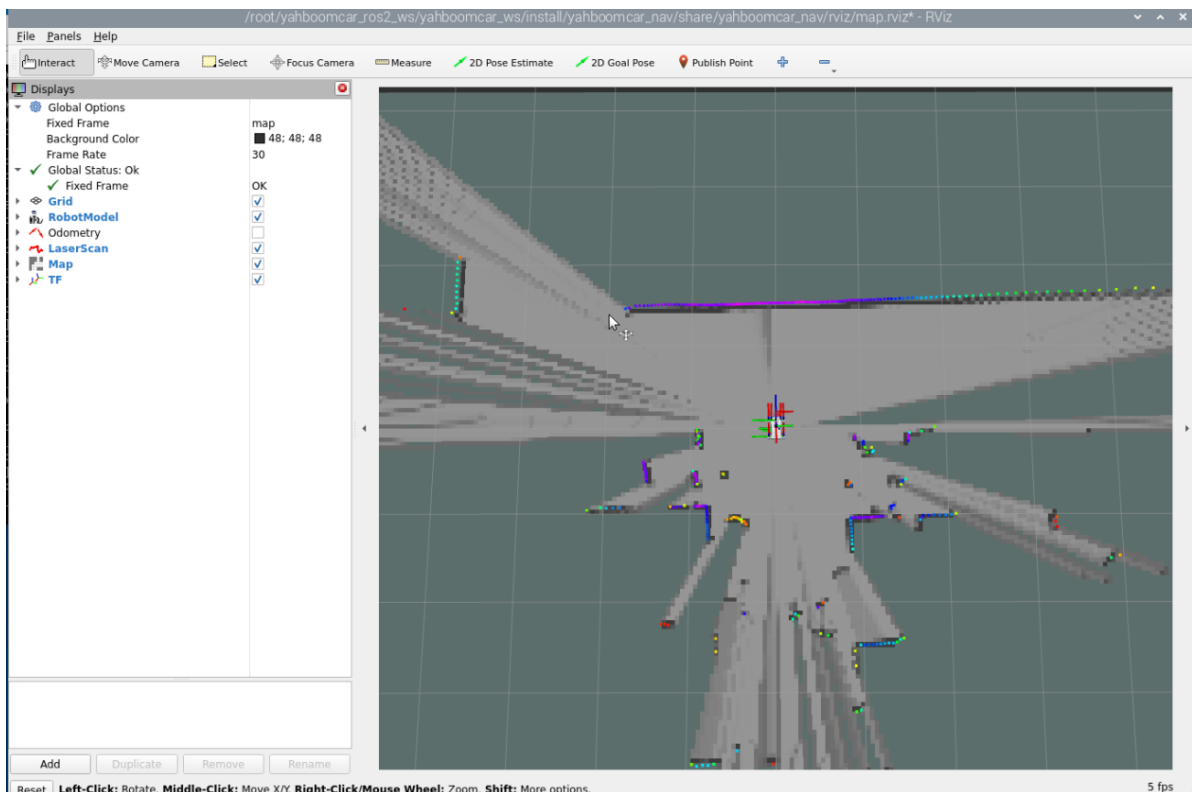 /root/yahboomcar_ros2_ws/yahboomcar_ws/install/yahboomcar_nav/share/yahboomcar_nav/rviz/map.rviz* - RViz
File Panels Help
Interact Move Camera Select Focus Camera Measure 2D Pose Estimate 2D Goal Pose Publish Point
Displays
Global Options
Fixed Frame map
Background Color 48; 48; 48
Frame Rate 30
Global Status: Ok
Fixed Frame OK
Grid
RobotModel
Odometry
LaserScan
Map
TF
Add Duplicate Remove Rename
Reset Left-Click: Rotate. Middle-Click: Move X/Y. Right-Click/Mouse Wheel: Zoom. Shift: More options. 5 fps